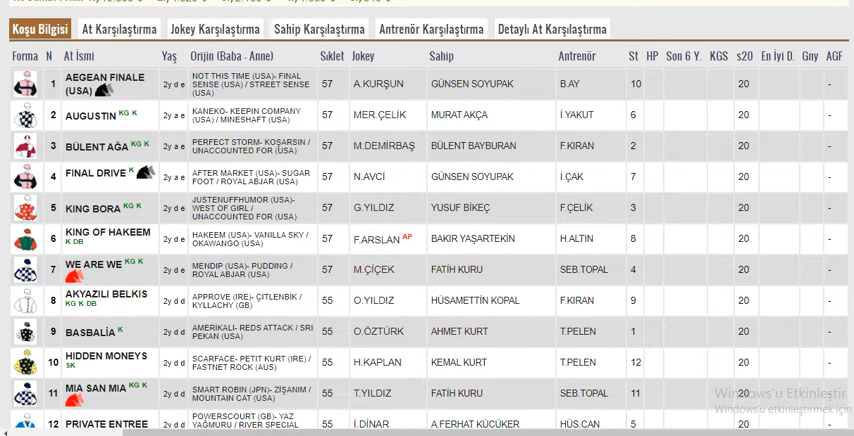 Koşu Bilgisi At Karşılaştırma Jokey Karşılaştırma Sahip Karşılaştırma Antrenör Karşılaştırma Detaylı At Karşılaştırma
Forma N At İsmi Yaş Orijin (Baba - Anne) Sıklet Jokey Sahip Antrenör St HP Son 6 Y. KGS s20 En İyi D. Gny AGF
1 AEGEAN FINALE (USA) 2y d e NOT THIS TIME (USA)- FINAL SENSE (USA) / STREET SENSE (USA) 57 A.KURŞUN GÜNSEN SOYUPAK B.AY 10 20 -
2 AUGUSTIN KG K 2y a e KANEKO- KEEPIN COMPANY (USA) / MINESHAFT (USA) 57 MER.ÇELİK MURAT AKÇA İ.YAKUT 6 20 -
3 BÜLENT AĞA KG K 2y a e PERFECT STORM- KOŞARSIN / UNACCOUNTED FOR (USA) 57 M.DEMİRBAŞ BÜLENT BAYBURAN F.KIRAN 2 20 -
4 FINAL DRIVE K 2y a e AFTER MARKET (USA)- SUGAR FOOT / ROYAL ABJAR (USA) 57 N.AVCİ GÜNSEN SOYUPAK İ.ÇAK 7 20 -
5 KING BORA KG K 2y d e JUSTENUFFHUMOR (USA)- WEST OF GIRL / UNACCOUNTED FOR (USA) 57 G.YILDIZ YUSUF BİKEÇ F.ÇELİK 3 20 -
6 KING OF HAKEEM K DB 2y d e HAKEEM (USA)- VANILLA SKY / OKAWANGO (USA) 57 F.ARSLAN AP BAKIR YAŞARTEKİN H.ALTIN 8 20 -
7 WE ARE WE KG K 2y d e MENDIP (USA)- PUDDING / ROYAL ABJAR (USA) 57 M.ÇİÇEK FATİH KURU SEB.TOPAL 4 20 -
8 AKYAZILI BELKIS KG K DB 2y d d APPROVE (IRE)- ÇİTLENBİK / KYLLACHY (GB) 55 O.YILDIZ HÜSAMETTİN KOPAL F.KIRAN 9 20 -
9 BASBALİA K 2y d d AMERİKALI- REDS ATTACK / SRI PEKAN (USA) 55 O.ÖZTÜRK AHMET KURT T.PELEN 1 20 -
10 HIDDEN MONEYS SK 2y d d SCARFACE- PETIT KURT (IRE) / FASTNET ROCK (AUS) 55 H.KAPLAN KEMAL KURT T.PELEN 12 20 -
11 MIA SAN MIA KG K 2y d d SMART ROBIN (JPN)- ZİŞANIM / MOUNTAIN CAT (USA) 55 T.YILDIZ FATİH KURU SEB.TOPAL 11 20 -
12 PRIVATE ENTREE 2y d d POWERSCOURT (GB)- YAZ YAĞMURU / RIVER SPECIAL 55 İ.DİNAR A.FERHAT KÜCÜKER HÜS.CAN 5 20 -
Windows'u Etkinleştir
Windows'u etkinleştirmek için